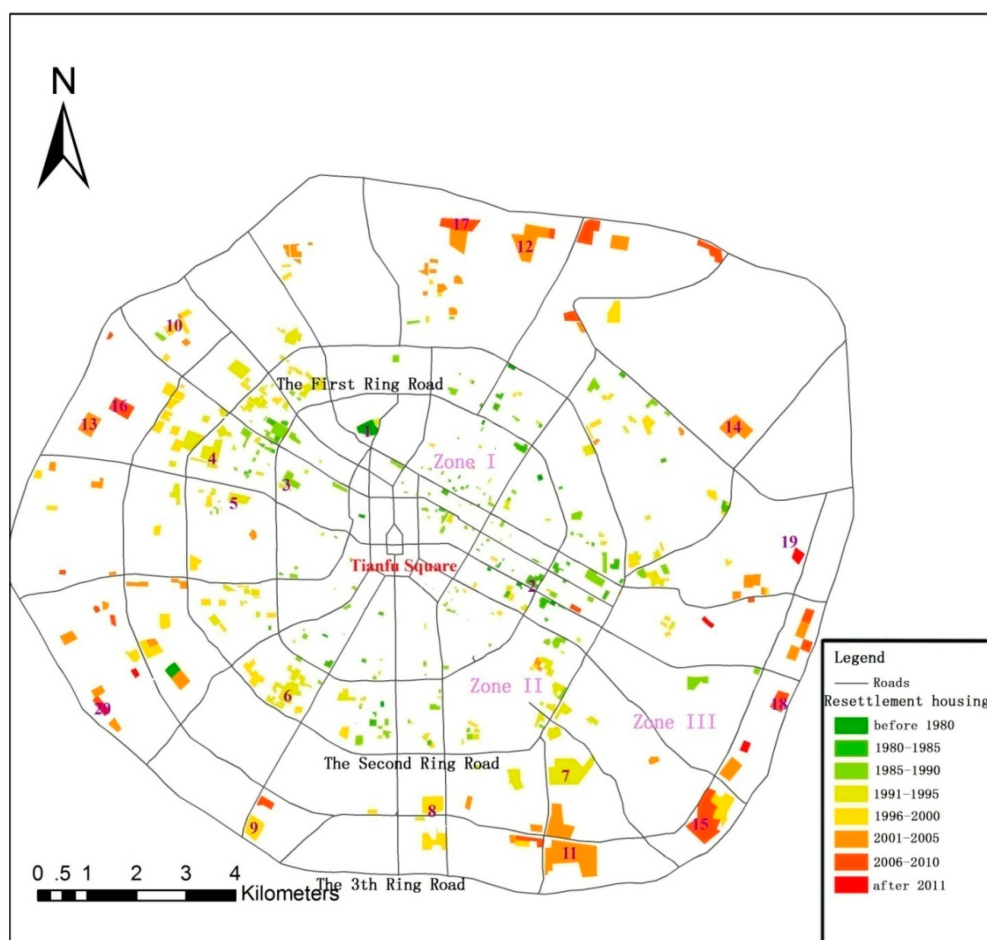 N
17
12
10
The First Ring Road
16
13
14
1
Zone I
4
3
5
19
Tianfu Square
2
Zone II
6
20
18
Zone III
The Second Ring Road
7
8
9
15
11
The 3th Ring Road
0 .5 1 2 3 4
Kilometers
Legend
Roads
Resettlement housing
before 1980
1980-1985
1985-1990
1991-1995
1996-2000
2001-2005
2006-2010
after 2011